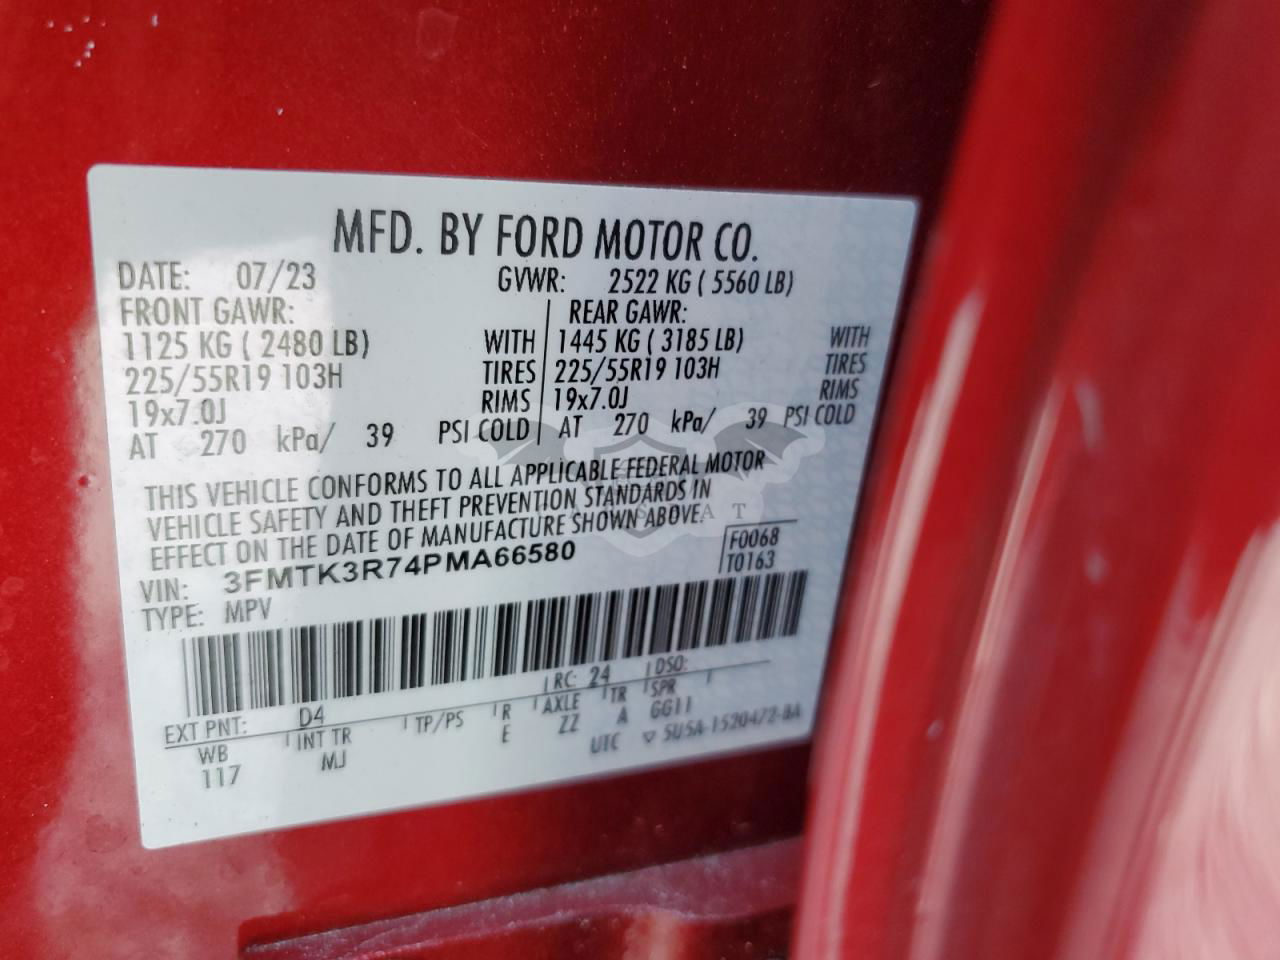 MFD. BY FORD MOTOR CO.
DATE: 07/23 GVWR: 2522 KG ( 5560 LB)
FRONT GAWR: REAR GAWR:
1125 KG ( 2480 LB) WITH 1445 KG ( 3185 LB) WITH
225/55R19 103H TIRES 225/55R19 103H TIRES
19x7.0J RIMS 19x7.0J RIMS
AT 270 kPa/ 39 PSI COLD AT 270 kPa/ 39 PSI COLD
THIS VEHICLE CONFORMS TO ALL APPLICABLE FEDERAL MOTOR
VEHICLE SAFETY AND THEFT PREVENTION STANDARDS IN
EFFECT ON THE DATE OF MANUFACTURE SHOWN ABOVE.
VIN: 3FMTK3R74PMA66580 F0068
TYPE: MPV T0163
EXT PNT: D4 RC: 24 DSO:
WB INT TR TP/PS R AXLE TR SPR
117 MJ E ZZ A GG11
UTC ▽ 5U5A-1520472-BA